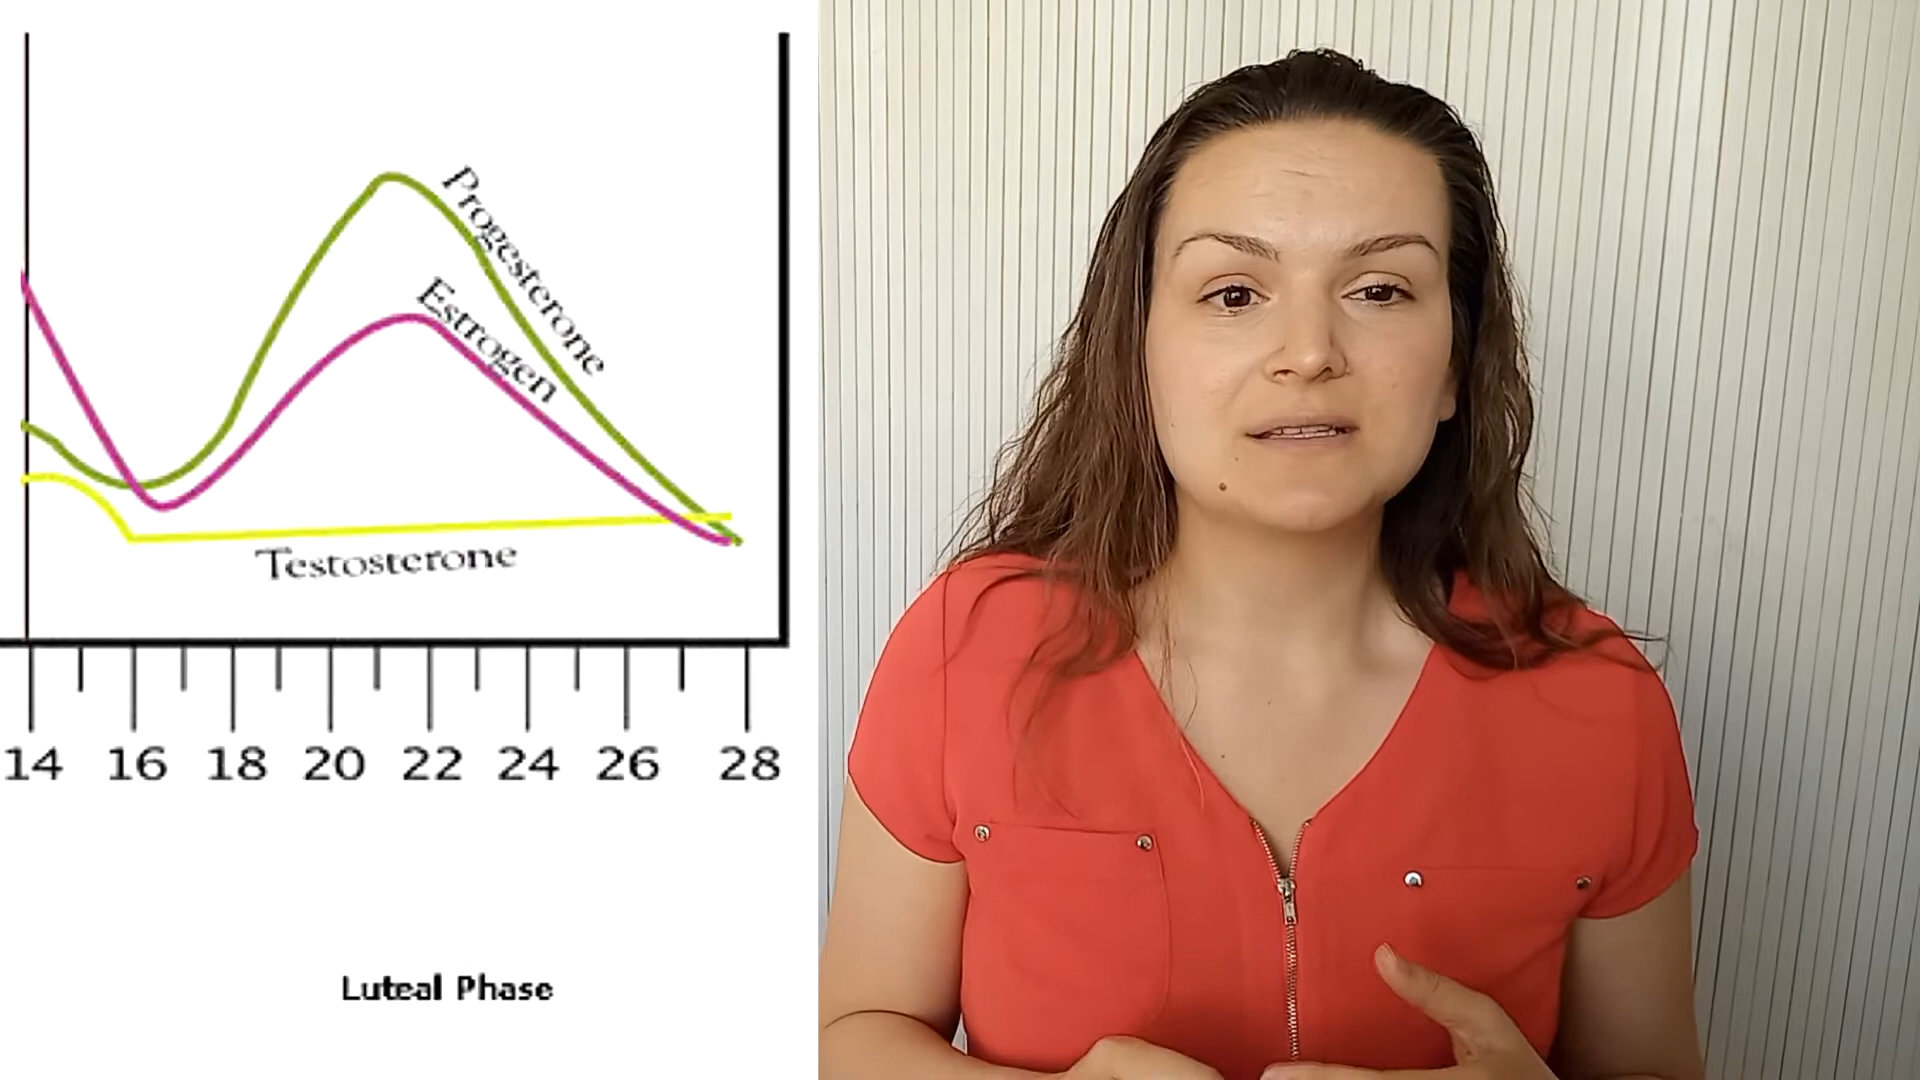 Progesterone
Estrogen
Testosterone
14 16 18 20 22 24 26 28
Luteal Phase